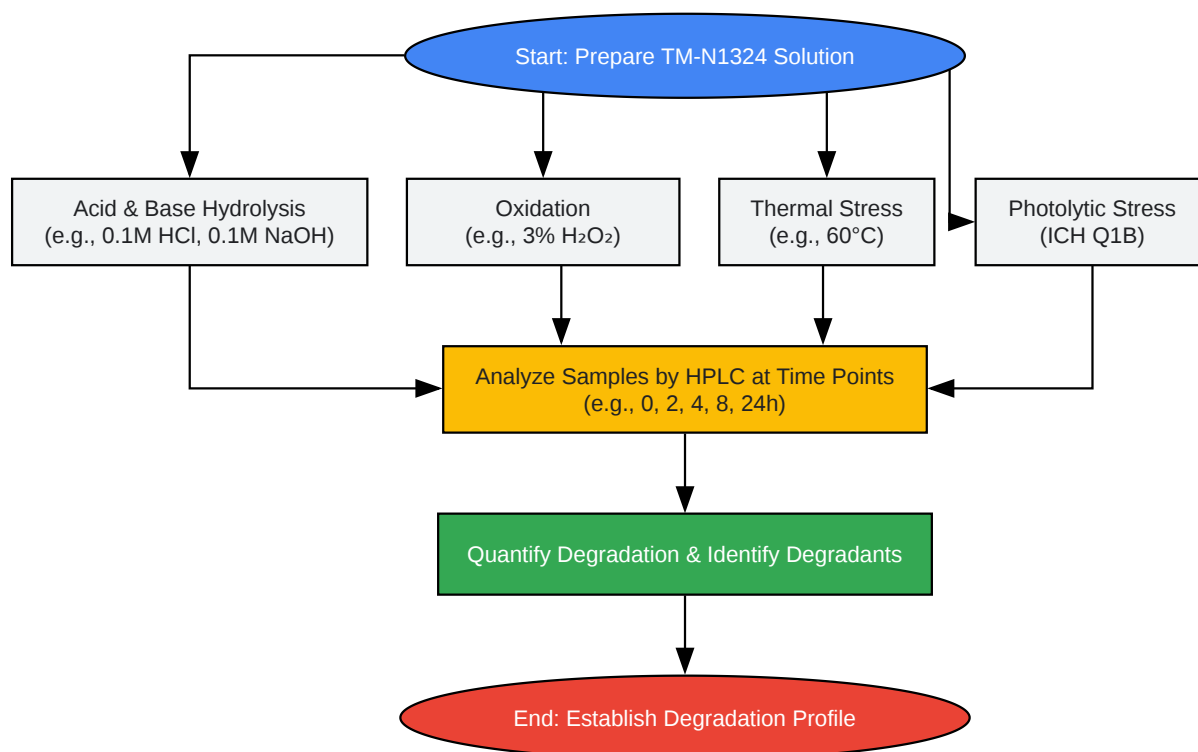 Start: Prepare TM-N1324 Solution
Acid & Base Hydrolysis
(e.g., 0.1M HCl, 0.1M NaOH)
Oxidation
(e.g., 3% H₂O₂)
Thermal Stress
(e.g., 60°C)
Photolytic Stress
(ICH Q1B)
Analyze Samples by HPLC at Time Points
(e.g., 0, 2, 4, 8, 24h)
Quantify Degradation & Identify Degradants
End: Establish Degradation Profile